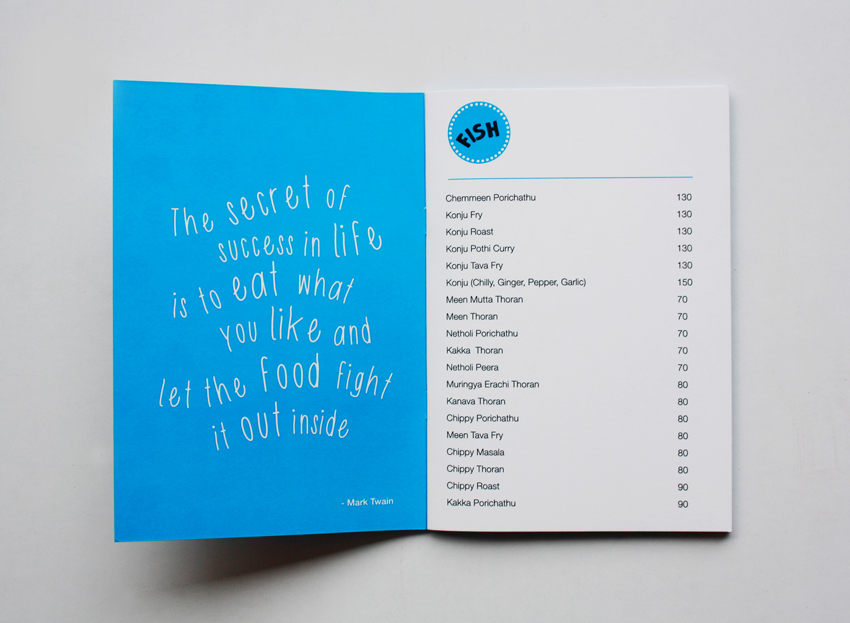 The secret of
success in life
is to eat what
you like and
let the food fight
it out inside
- Mark Twain
FISH
Chemmeen Porichathu 130
Konju Fry 130
Konju Roast 130
Konju Pothi Curry 130
Konju Tava Fry 130
Konju (Chilly, Ginger, Pepper, Garlic) 150
Meen Mutta Thoran 70
Meen Thoran 70
Netholi Porichathu 70
Kakka Thoran 70
Netholi Peera 70
Muringya Erachi Thoran 80
Kanava Thoran 80
Chippy Porichathu 80
Meen Tava Fry 80
Chippy Masala 80
Chippy Thoran 80
Chippy Roast 90
Kakka Porichathu 90